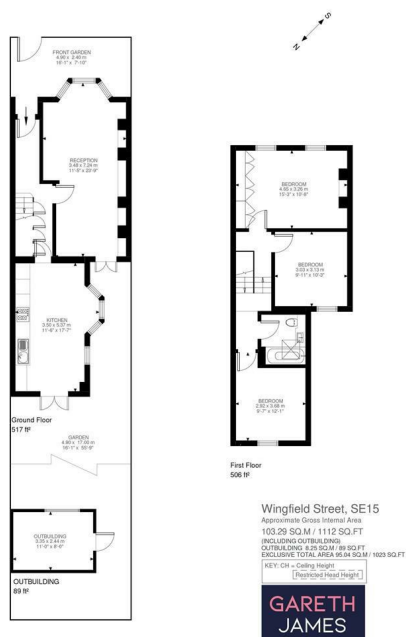 S
N
FRONT GARDEN
4.90 x 2.40 m
16'-1" x 7'-10"
RECEPTION
3.48 x 7.24 m
11'-5" x 23'-9"
KITCHEN
3.50 x 5.37 m
11'-6" x 17'-7"
Ground Floor
517 ft²
GARDEN
4.90 x 17.00 m
16'-1" x 55'-9"
OUTBUILDING
3.35 x 2.44 m
11'-0" x 8'-0"
OUTBUILDING
89 ft²
BEDROOM
4.65 x 3.26 m
15'-3" x 10'-8"
BEDROOM
3.03 x 3.13 m
9'-11" x 10'-3"
BEDROOM
2.92 x 3.68 m
9'-7" x 12'-1"
First Floor
506 ft²
Wingfield Street, SE15
Approximate Gross Internal Area
103.29 SQ.M / 1112 SQ.FT
(INCLUDING OUTBUILDING)
OUTBUILDING 8.25 SQ.M / 89 SQ.FT
EXCLUSIVE TOTAL AREA 95.04 SQ.M / 1023 SQ.FT
KEY: CH = Ceiling Height
Restricted Head Height
GARETH
JAMES